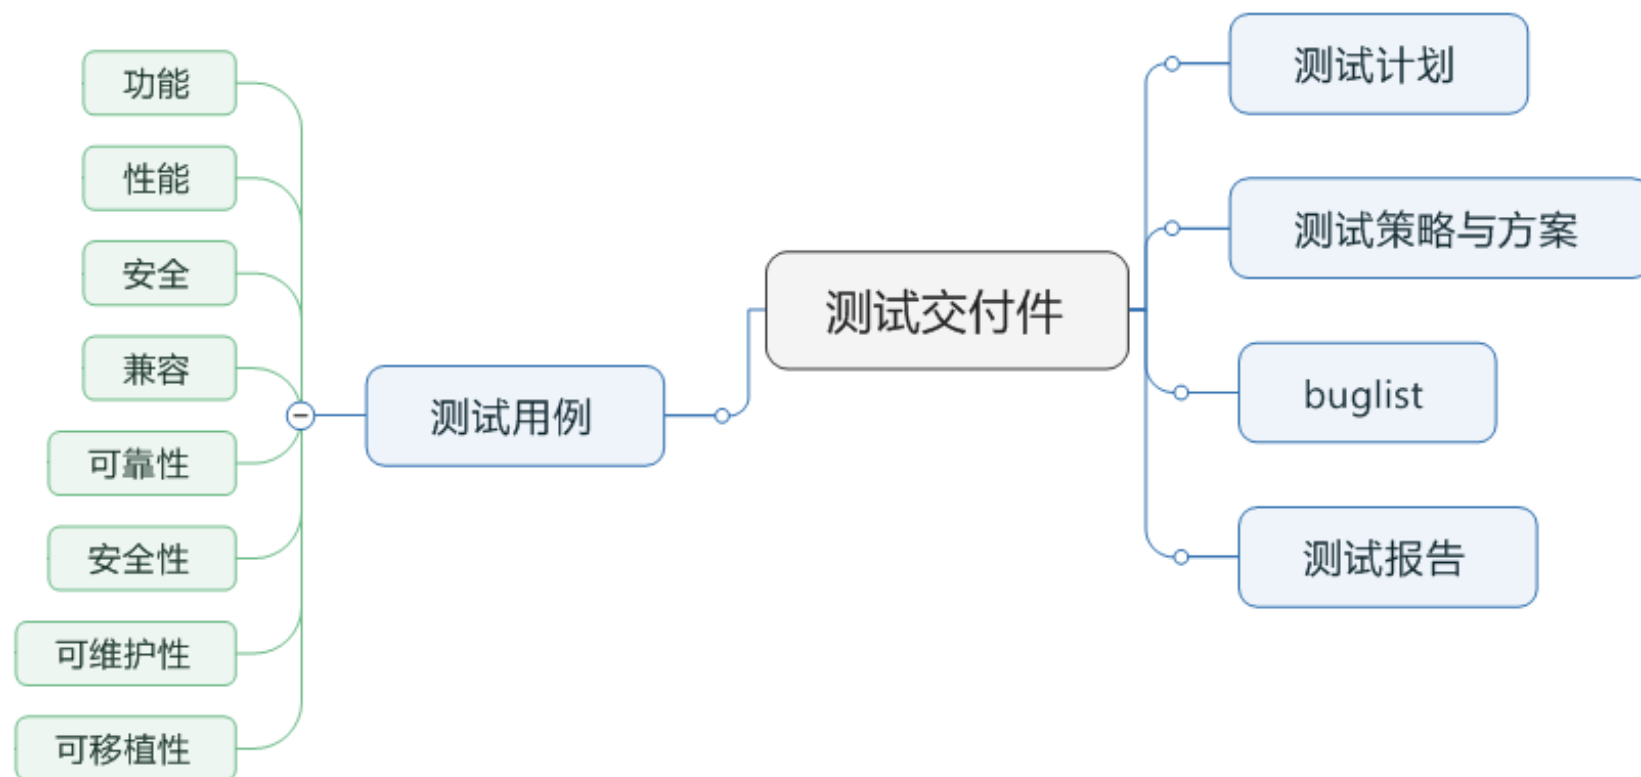 测试交付件
测试计划
测试策略与方案
buglist
测试报告
测试用例
功能
性能
安全
兼容
可靠性
安全性
可维护性
可移植性